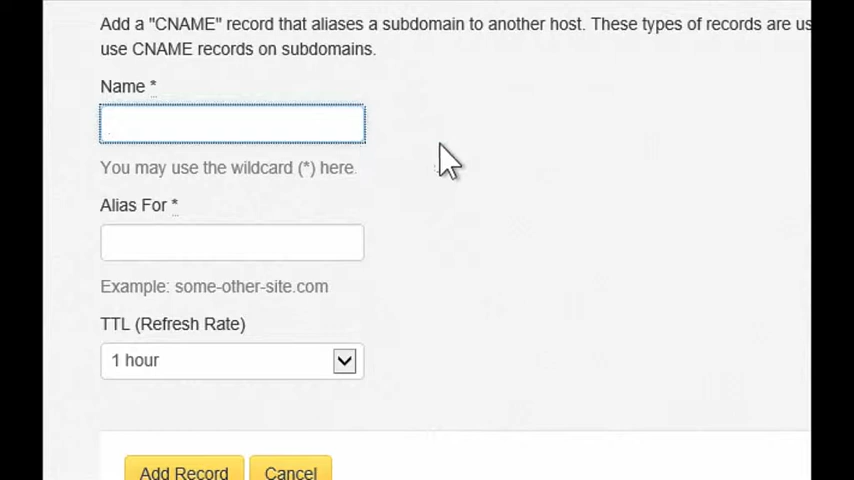 Add a "CNAME" record that aliases a subdomain to another host. These types of records are
use CNAME records on subdomains.
Name *
You may use the wildcard (*) here.
Alias For *
Example: some-other-site.com
TTL (Refresh Rate)
1 hour
Add Record Cancel